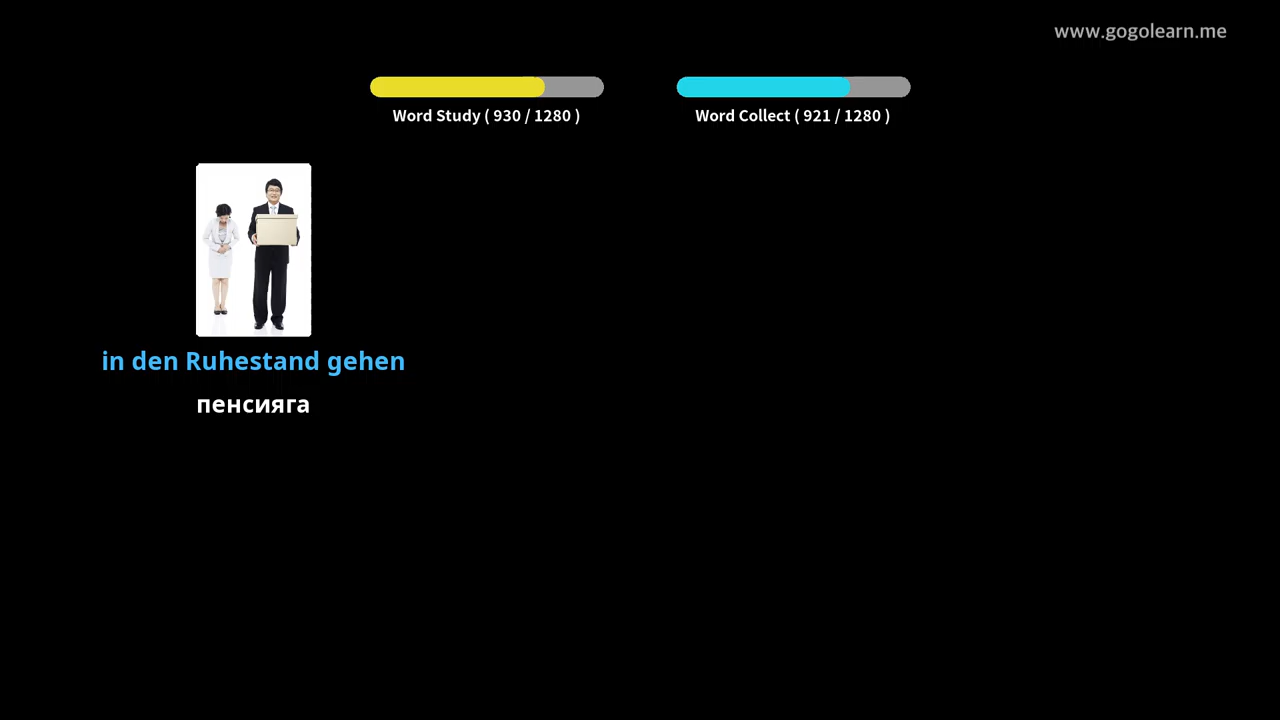 www.gogolearn.me
Word Study ( 930 / 1280 )
Word Collect ( 921 / 1280 )
in den Ruhestand gehen
пенсияга